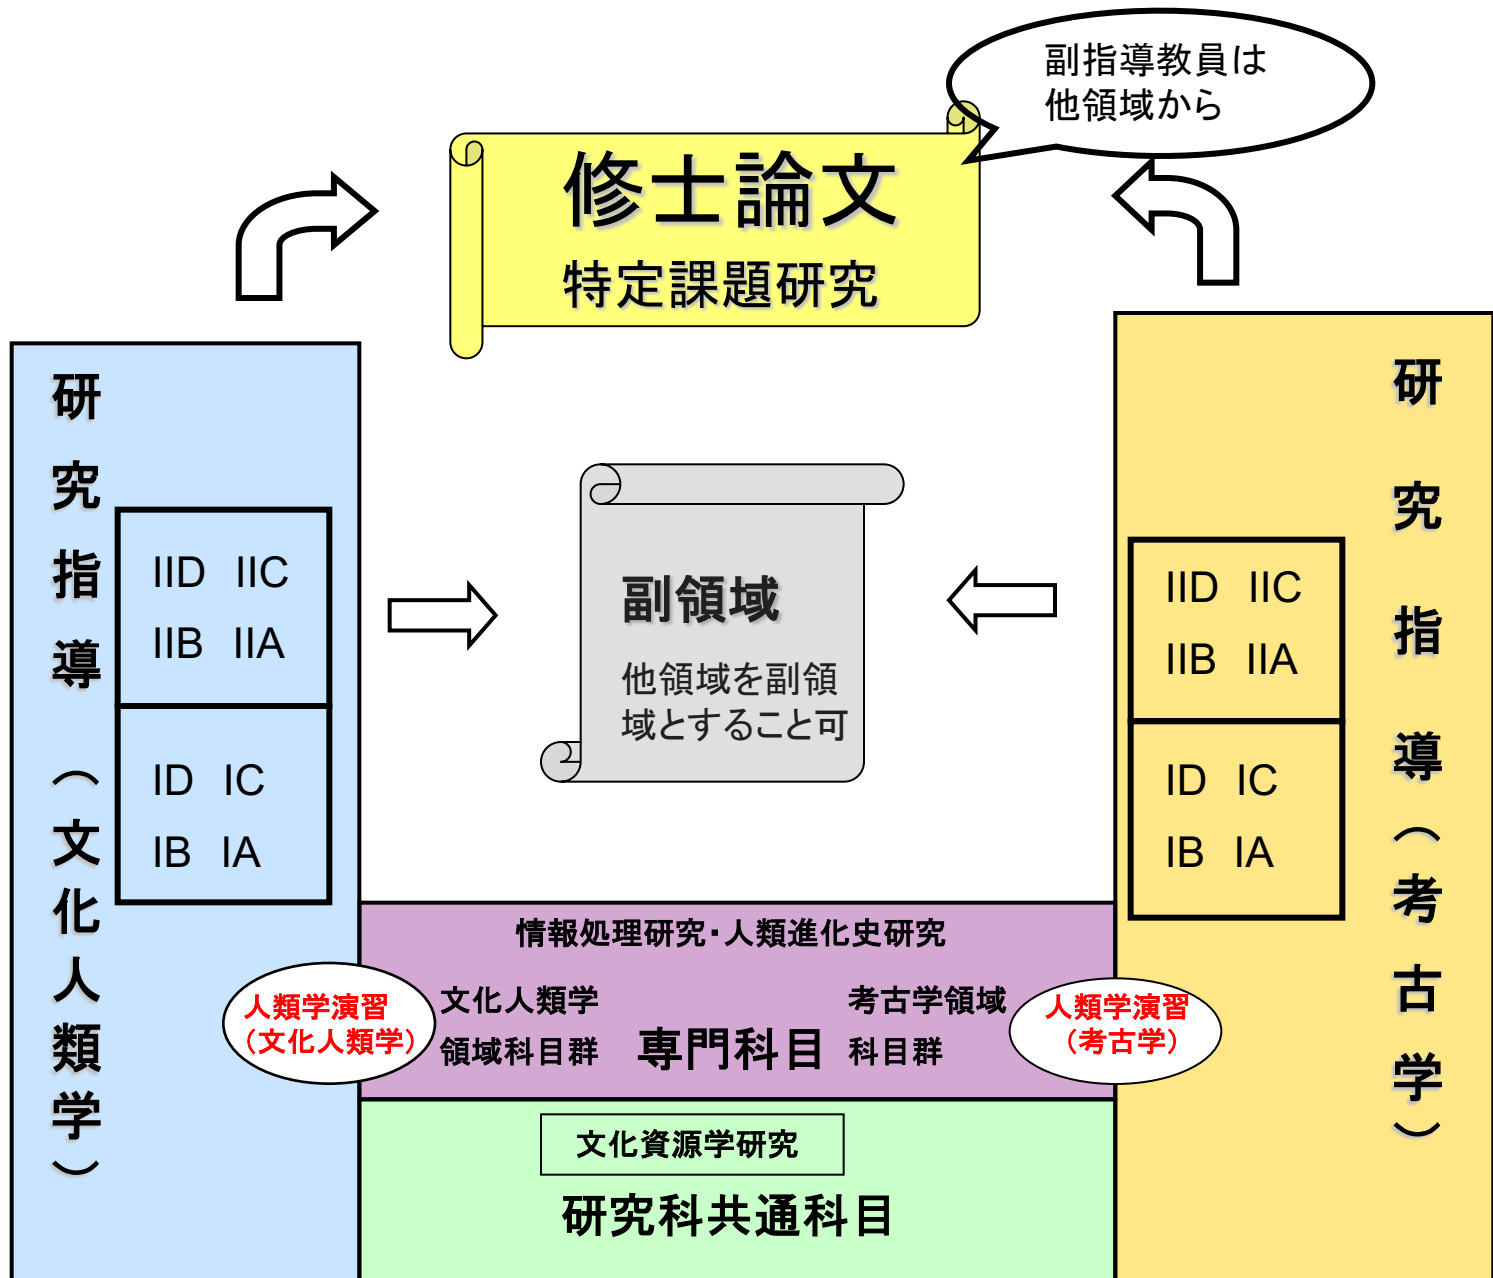 副指導教員は
他領域から
修士論文
特定課題研究
研究指導（文化人類学）
IID IIC
IIB IIA
ID IC
IB IA
副領域
他領域を副領
域とすること可
研究指導（考古学）
IID IIC
IIB IIA
ID IC
IB IA
情報処理研究・人類進化史研究
人類学演習
（文化人類学）
文化人類学
領域科目群
専門科目
考古学領域
科目群
人類学演習
（考古学）
文化資源学研究
研究科共通科目